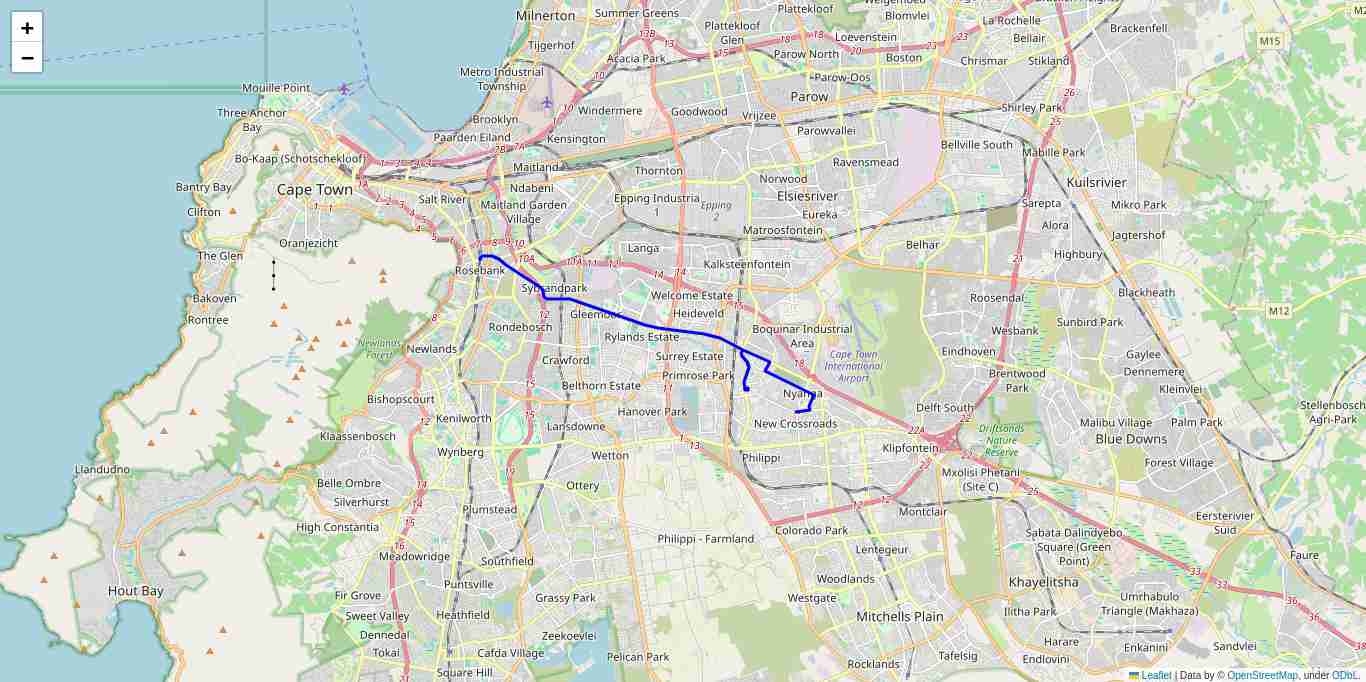 +
−
Milnerton
Summer Greens
Plattekloof
Glen
Plattekloof
Welgemoed
Blomvlei
La Rochelle
Bellair
Stikland
Brackenfell
M15
Tijgerhof
Acacia Park
Loevenstein
Parow North
Boston
Chrismar
Metro Industrial
Township
Parow-Oos
Parow
Mouille Point
Three Anchor
Bay
Brooklyn
Windermere
Goodwood
Vrijzee
Parowvallei
Shirley Park
Paarden Eiland
Kensington
Bo-Kaap (Schotschekloof)
Maitland
Thornton
Ravensmead
Bellville South
Mabille Park
Bantry Bay
Cape Town
Ndabeni
Norwood
Kuilsrivier
Clifton
Salt River
Maitland Garden
Village
Epping Industria
1
Epping
2
Elsiesriver
Eureka
Sarepta
Mikro Park
Oranjezicht
Langa
Matroosfontein
Belhar
Alora
Jagtershof
The Glen
Rosebank
Kalksteenfontein
Highbury
Bakoven
Sybrandpark
Welcome Estate
Roosendal
Blackheath
Rontree
Gleemoor
Heideveld
M12
Rondebosch
Rylands Estate
Boquinar Industrial
Area
Wesbank
Sunbird Park
Newlands
Forest
Newlands
Crawford
Surrey Estate
Cape Town
International
Airport
Eindhoven
Gaylee
Dennemere
Primrose Park
Brentwood
Park
Kleinvlei
Belthorn Estate
Nyanga
Bishopscourt
Hanover Park
Delft South
Stellenbosch
Agri-Park
Kenilworth
Lansdowne
New Crossroads
Malibu Village
Palm Park
Klaassenbosch
Driftsands
Nature
Reserve
Blue Downs
Wynberg
Wetton
Philippi
Klipfontein
Forest Village
Llandudno
Belle Ombre
Ottery
Mxolisi Phetani
(Site C)
Silverhurst
Plumstead
Montclair
Eersterivier
Suid
High Constantia
Philippi - Farmland
Colorado Park
Sabata Dalindyebo
Square (Green
Point)
Meadowridge
Southfield
Lentegeur
Faure
Hout Bay
Puntsville
Woodlands
Khayelitsha
Fir Grove
Grassy Park
Westgate
Umrhabulo
Triangle (Makhaza)
Sweet Valley
Heathfield
Mitchells Plain
Ilitha Park
Dennedal
Zeekoevlei
Harare
Enkanini
Sandvlei
Tokai
Cafda Village
Pelican Park
Tafelsig
Endlovini
Square Hill
Rocklands
Leaflet | Data by © OpenStreetMap, under ODbL.